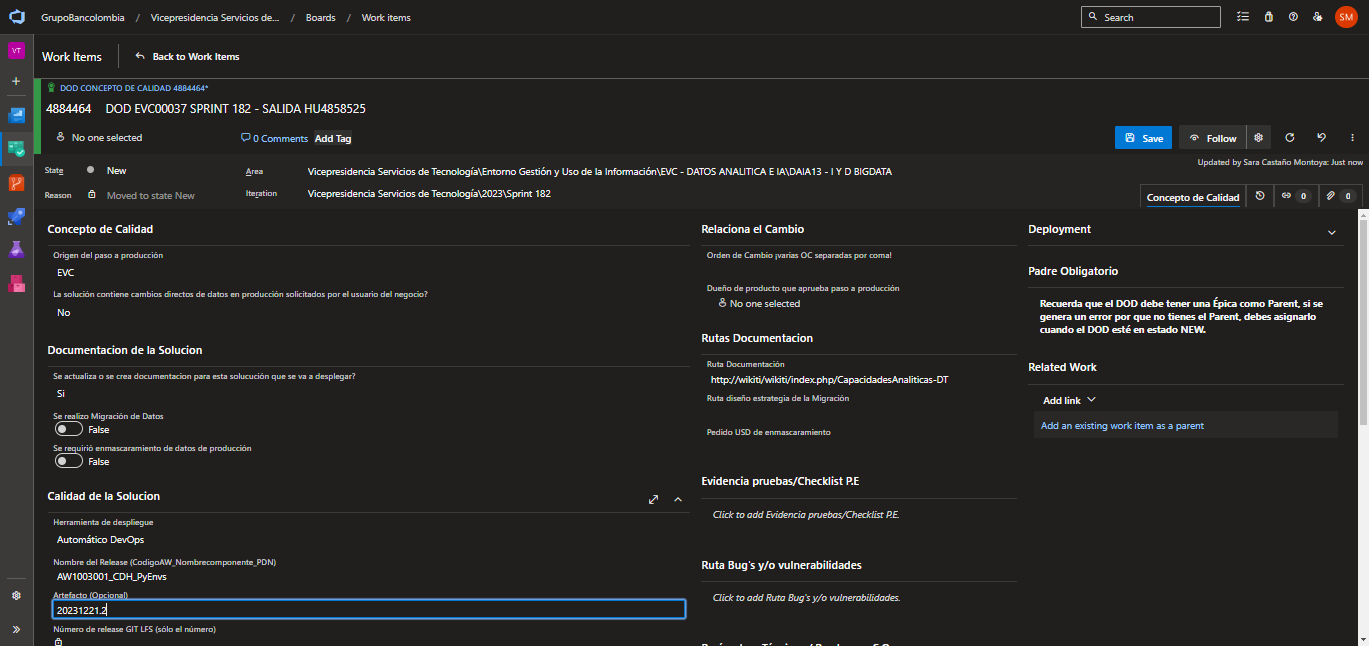 GrupoBancolombia / Vicepresidencia Servicios de... / Boards / Work items
Search
SM
VT
Work Items
Back to Work Items
DOD CONCEPTO DE CALIDAD 4884464*
4884464 DOD EVC00037 SPRINT 182 - SALIDA HU4858525
No one selected
0 Comments
Add Tag
Save
Follow
Updated by Sara Castaño Montoya: Just now
State New
Area Vicepresidencia Servicios de Tecnología\Entorno Gestión y Uso de la Información\EVC - DATOS ANALITICA E IA\DAIA13 - I Y D BIGDATA
Reason Moved to state New
Iteration Vicepresidencia Servicios de Tecnología\2023\Sprint 182
Concepto de Calidad
0
0
Concepto de Calidad
Origen del paso a producción
EVC
La solución contiene cambios directos de datos en producción solicitados por el usuario del negocio?
No
Documentacion de la Solucion
Se actualiza o se crea documentacion para esta solucución que se va a desplegar?
Si
Se realizo Migración de Datos
False
Se requirió enmascaramiento de datos de producción
False
Calidad de la Solucion
Herramienta de despliegue
Automático DevOps
Nombre del Release (CodigoAW_Nombrecomponente_PDN)
AW1003001_CDH_PyEnvs
Artefacto (Opcional)
20231221.2
Número de release GIT LFS (sólo el número)
Relaciona el Cambio
Orden de Cambio ¡varias OC separadas por coma!
Dueño de producto que aprueba paso a producción
No one selected
Rutas Documentacion
Ruta Documentación
http://wikiti/wikiti/index.php/CapacidadesAnaliticas-DT
Ruta diseño estrategia de la Migración
Pedido USD de enmascaramiento
Evidencia pruebas/Checklist P.E
Click to add Evidencia pruebas/Checklist P.E.
Ruta Bug's y/o vulnerabilidades
Click to add Ruta Bug's y/o vulnerabilidades.
Deployment
Padre Obligatorio
Recuerda que el DOD debe tener una Épica como Parent, si se
genera un error por que no tienes el Parent, debes asignarlo
cuando el DOD esté en estado NEW.
Related Work
Add link
Add an existing work item as a parent